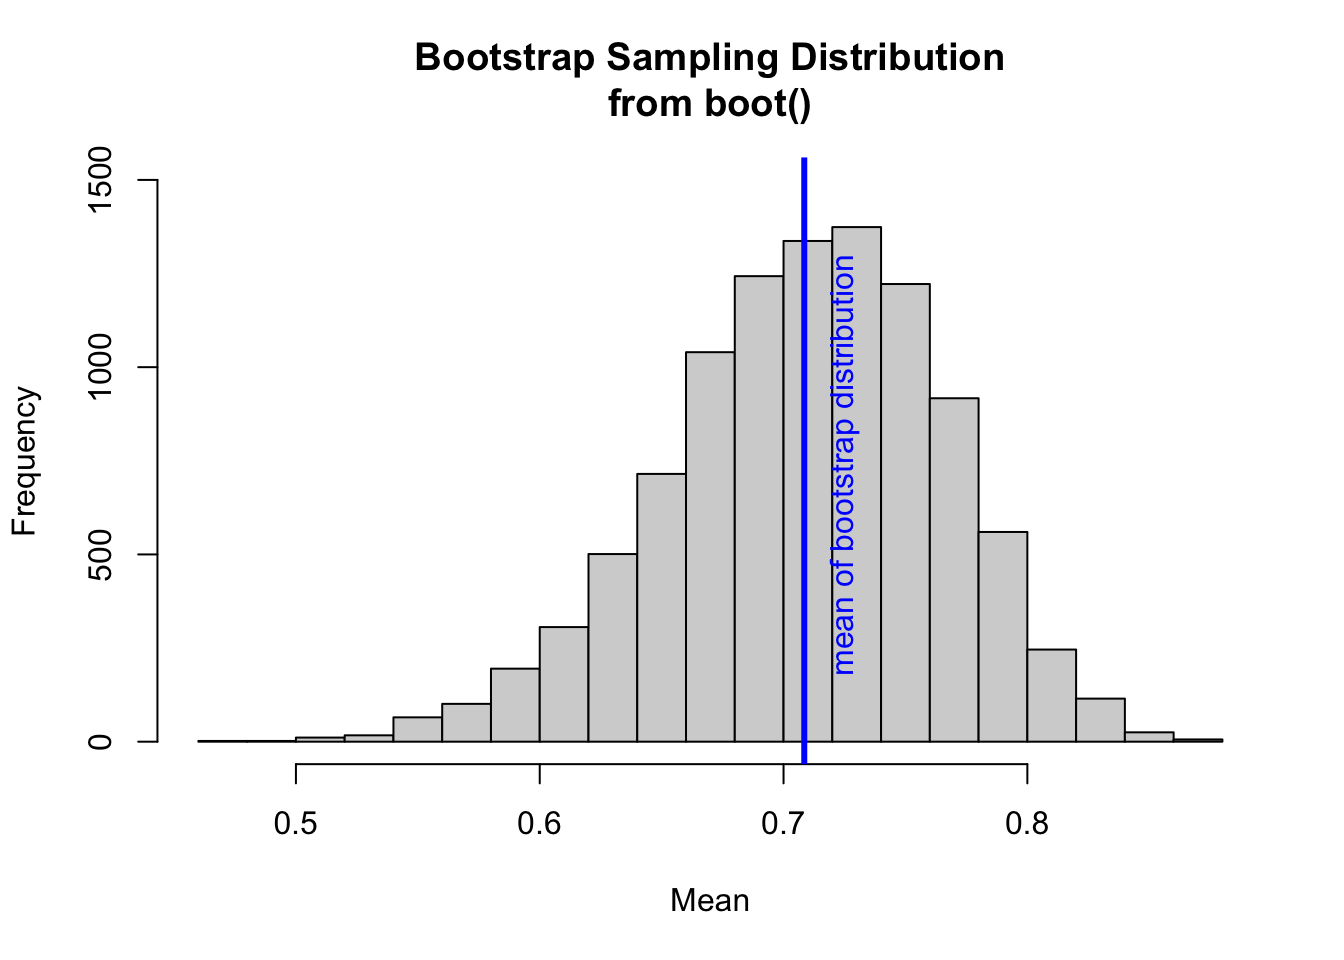 Bootstrap Sampling Distribution
from boot()
Frequency
1500
1000
500
0
mean of bootstrap distribution
0.5
0.6
0.7
0.8
Mean